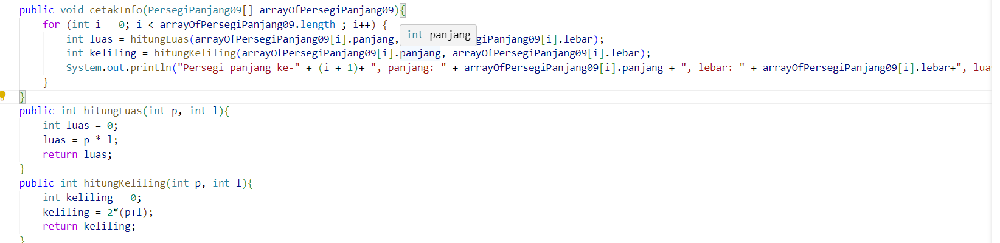 public void cetakInfo(PersegiPanjang09[] arrayOfPersegiPanjang09){
for (int i = 0; i < arrayOfPersegiPanjang09.length ; i++) {
int luas = hitungLuas(arrayOfPersegiPanjang09[i].panjang, giPanjang09[i].lebar);
int panjang
int keliling = hitungKeliling(arrayOfPersegiPanjang09[i].panjang, arrayOfPersegiPanjang09[i].lebar);
System.out.println("Persegi panjang ke-" + (i + 1)+ ", panjang: " + arrayOfPersegiPanjang09[i].panjang + ", lebar: " + arrayOfPersegiPanjang09[i].lebar+", lua
}
}
public int hitungLuas(int p, int l){
int luas = 0;
luas = p * l;
return luas;
}
public int hitungKeliling(int p, int l){
int keliling = 0;
keliling = 2*(p+l);
return keliling;
}